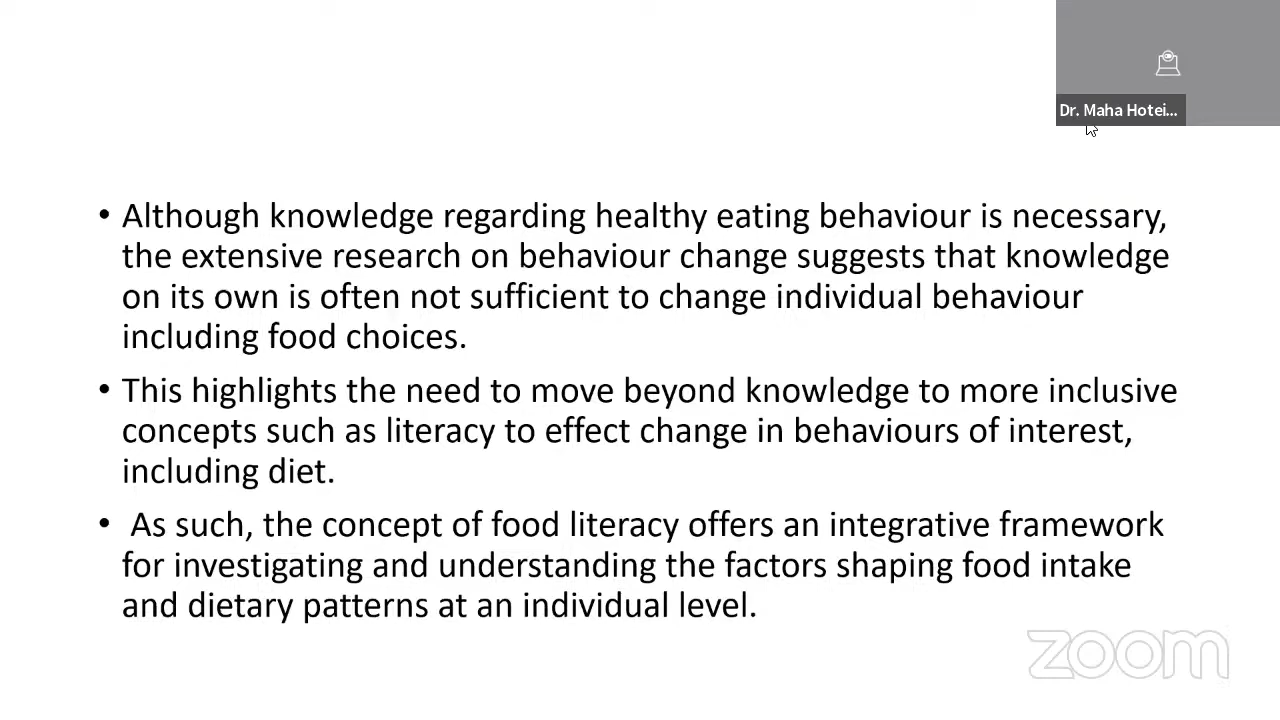 Dr. Maha Hotei...
• Although knowledge regarding healthy eating behaviour is necessary,
the extensive research on behaviour change suggests that knowledge
on its own is often not sufficient to change individual behaviour
including food choices.
• This highlights the need to move beyond knowledge to more inclusive
concepts such as literacy to effect change in behaviours of interest,
including diet.
• As such, the concept of food literacy offers an integrative framework
for investigating and understanding the factors shaping food intake
and dietary patterns at an individual level.
zoom